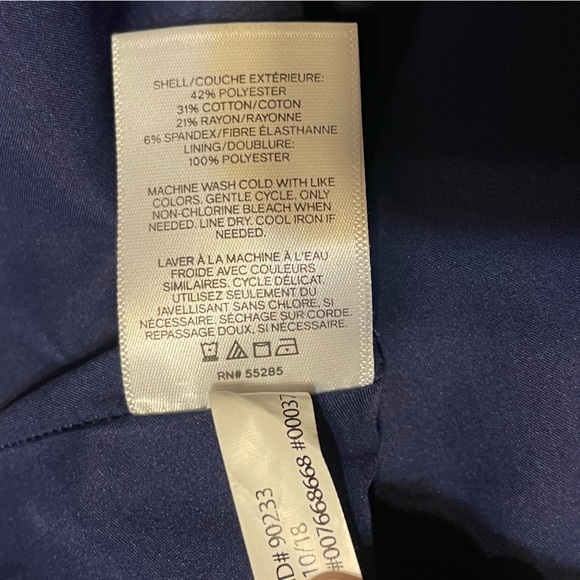 SHELL/COUCHE EXTÉRIEURE:
42% POLYESTER
31% COTTON/COTON
21% RAYON/RAYONNE
6% SPANDEX/FIBRE ÉLASTHANNE
LINING/DOUBLURE:
100% POLYESTER
MACHINE WASH COLD WITH LIKE
COLORS. GENTLE CYCLE. ONLY
NON-CHLORINE BLEACH WHEN
NEEDED. LINE DRY. COOL IRON IF
NEEDED.
LAVER À LA MACHINE À L'EAU
FROIDE AVEC COULEURS
SIMILAIRES. CYCLE DÉLICAT.
UTILISEZ SEULEMENT DU
JAVELLISANT SANS CHLORE, SI
NÉCESSAIRE. SÉCHAGE SUR CORDE.
REPASSAGE DOUX, SI NÉCESSAIRE.
RN# 55285
D# 90233
10/18
#007668668 #00037